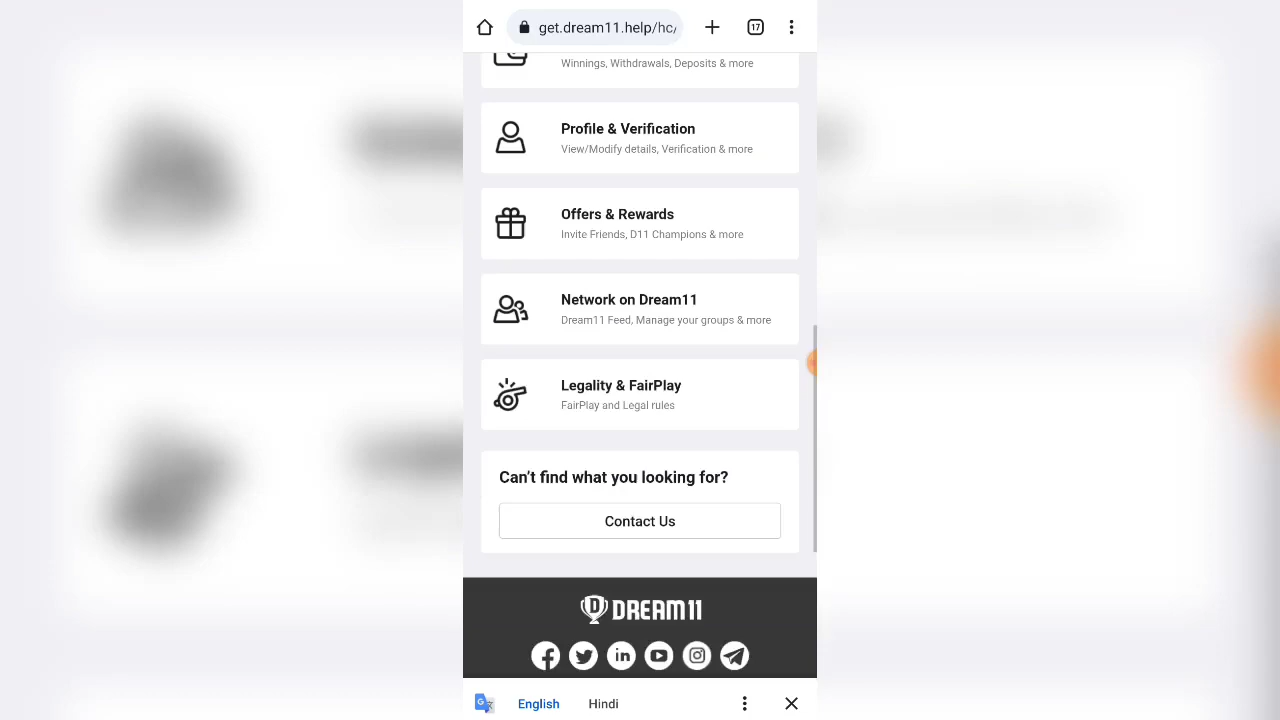 get.dream11.help/hc/
17
Winnings, Withdrawals, Deposits & more
Profile & Verification
View/Modify details, Verification & more
Offers & Rewards
Invite Friends, D11 Champions & more
Network on Dream11
Dream11 Feed, Manage your groups & more
Legality & FairPlay
FairPlay and Legal rules
Can’t find what you looking for?
Contact Us
D DREAM11
English Hindi